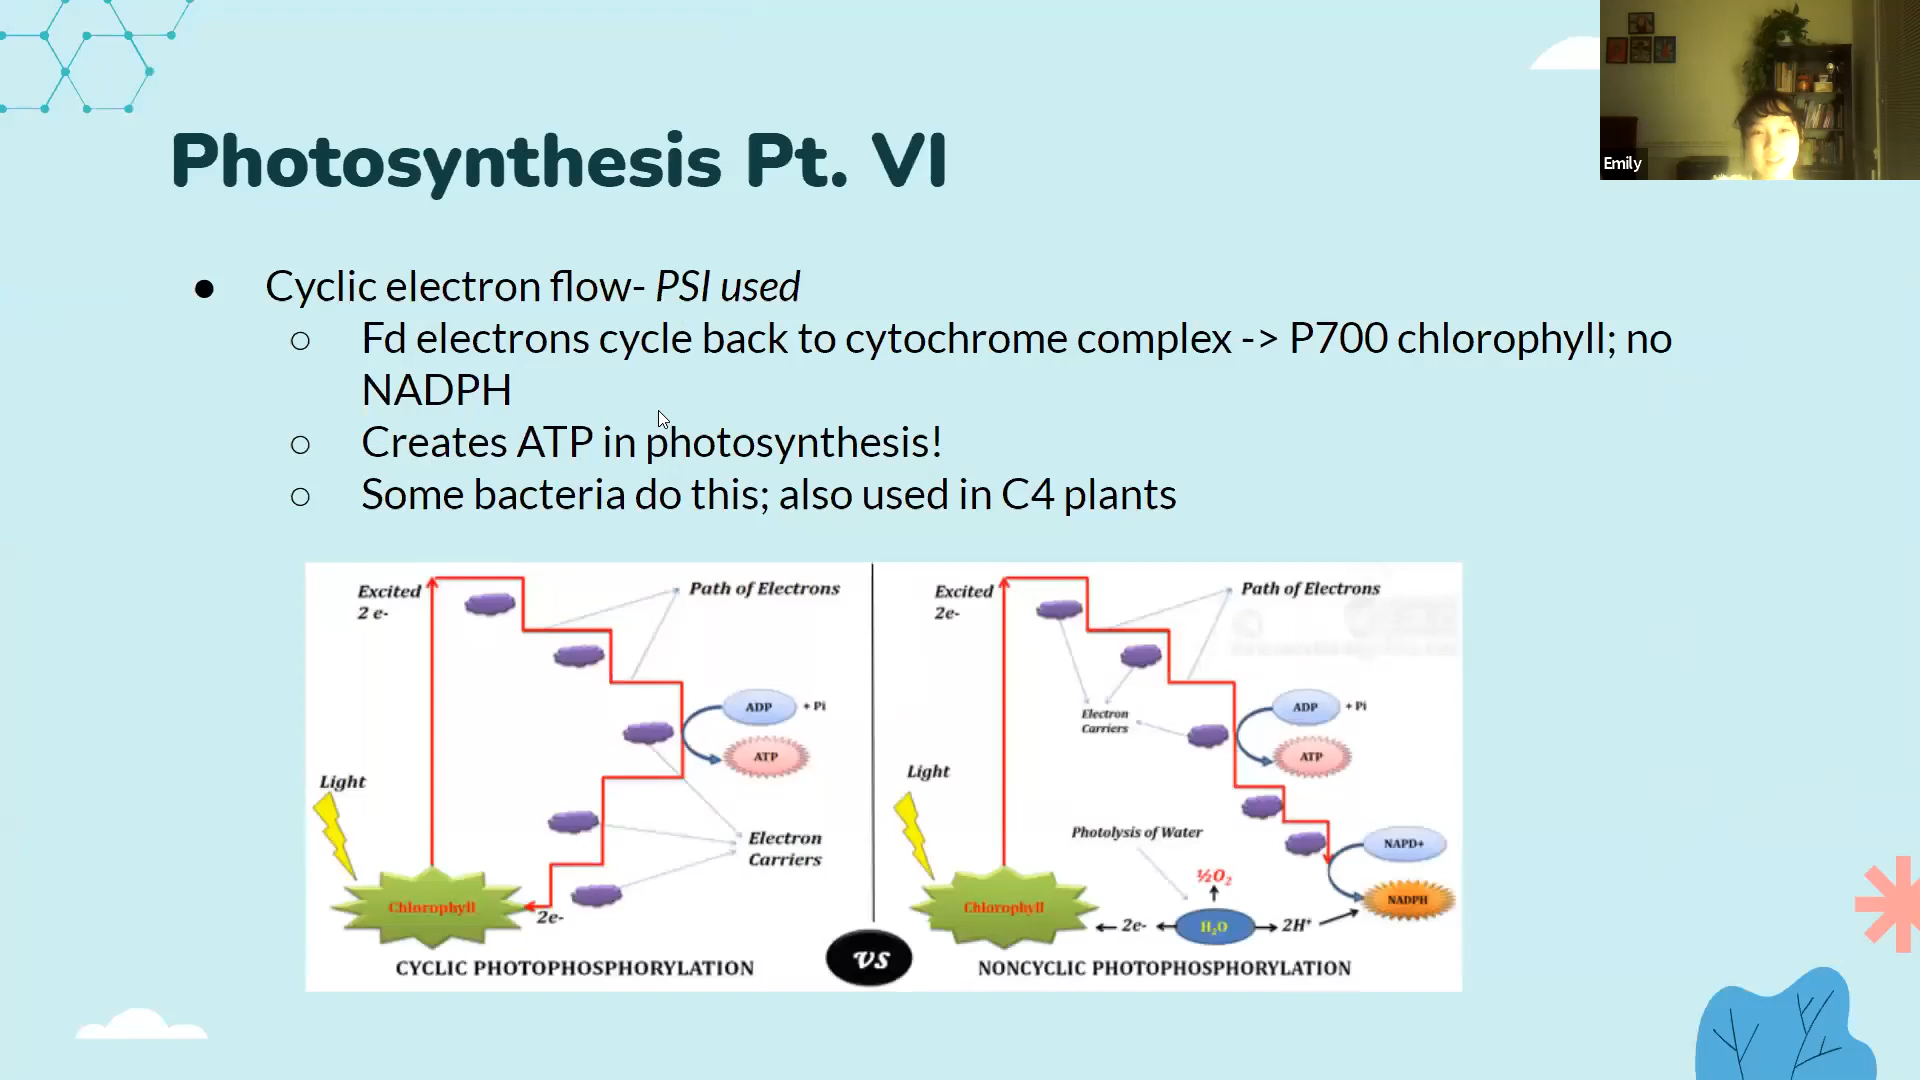 Emily
Photosynthesis Pt. VI
● Cyclic electron flow- PSI used
○ Fd electrons cycle back to cytochrome complex -> P700 chlorophyll; no
NADPH
○ Creates ATP in photosynthesis!
○ Some bacteria do this; also used in C4 plants
Excited
2 e-
Path of Electrons
ADP
+ Pi
ATP
Light
Electron
Carriers
Chlorophyll
2e-
CYCLIC PHOTOPHOSPHORYLATION
vs
Excited
2e-
Path of Electrons
Electron
Carriers
ADP
+ Pi
ATP
Light
Photolysis of Water
NAPD+
½O₂
NADPH
Chlorophyll
2e-
H₂O
2H⁺
NONCYCLIC PHOTOPHOSPHORYLATION